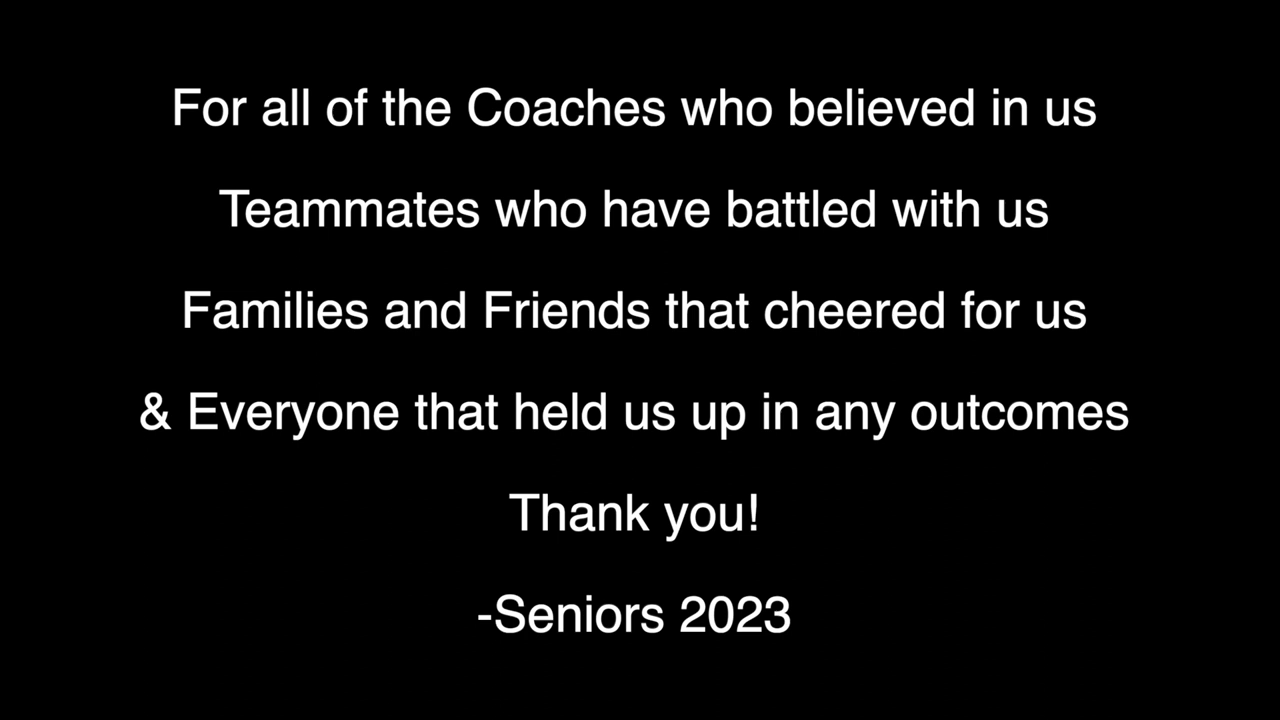 For all of the Coaches who believed in us
Teammates who have battled with us
Families and Friends that cheered for us
& Everyone that held us up in any outcomes
Thank you!
-Seniors 2023